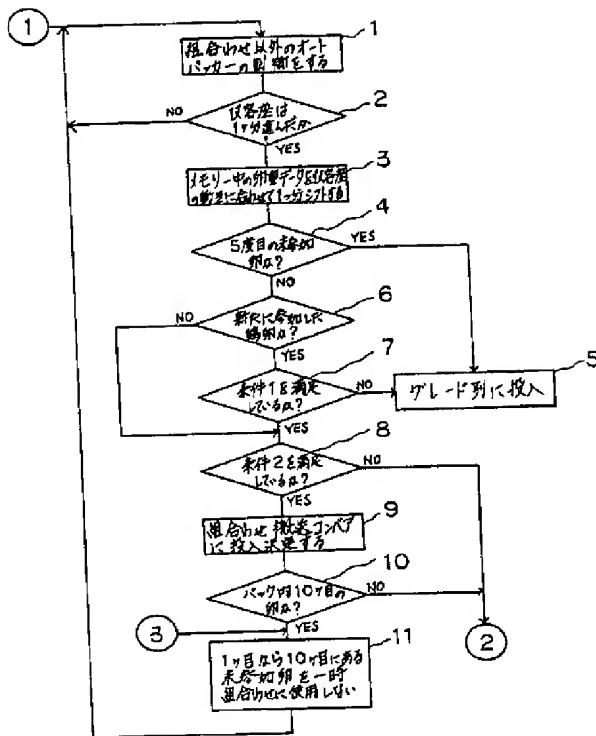 1
1
組合わせ以外のオート
パッカーの制御をする
2
仮容座は
1ヶ分進んだか
NO
YES
3
メモリー中の卵重データを仮容座
の動きに合わせて1つ分シフトする
4
5度目の未参加
卵か?
YES
NO
6
新たに参加した
鶏卵か?
NO
YES
7
条件1を満足
しているか?
NO
YES
5
グレード別に投入
8
条件2を満足
しているか?
NO
YES
9
組合わせ搬送コンベア
に投入決定する
10
パック内10ヶ目の
卵か?
NO
YES
3
2
11
1ヶ目から10ヶ目にある
未参加卵を一時
組合わせに使用しない